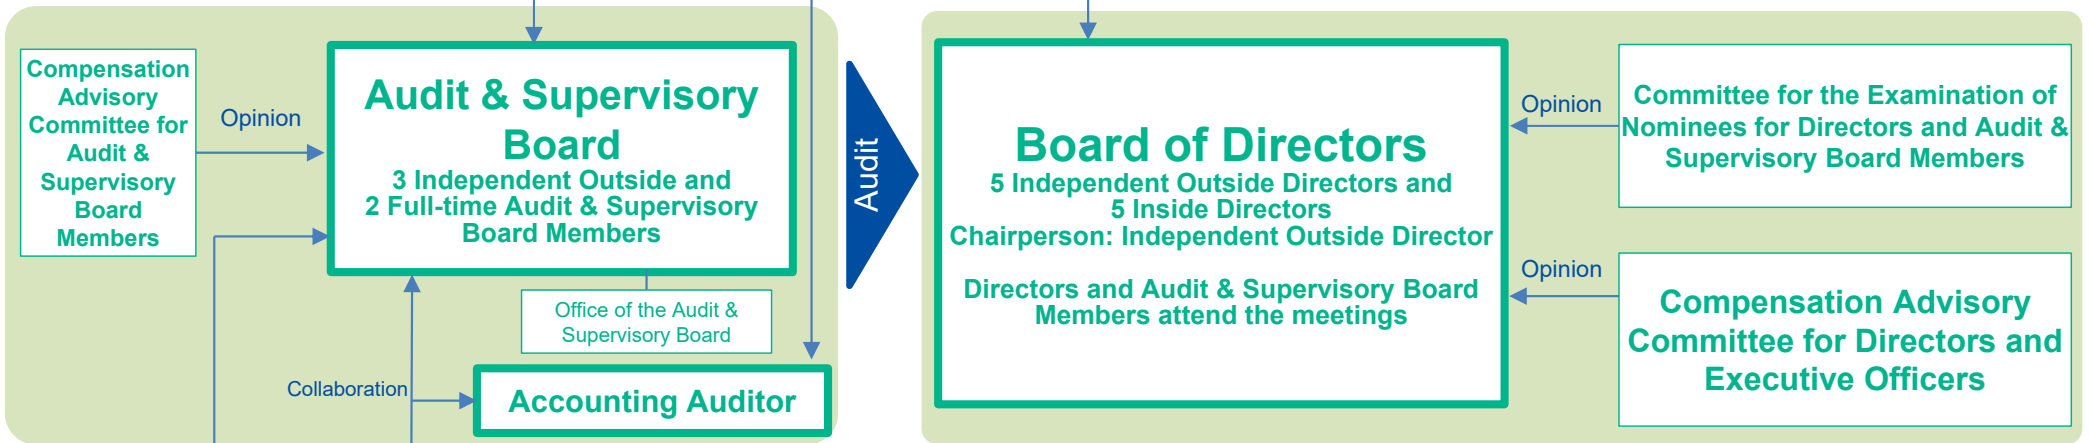 Compensation
Advisory
Committee for
Audit &
Supervisory
Board
Members
Opinion
Audit & Supervisory
Board
3 Independent Outside and
2 Full-time Audit & Supervisory
Board Members
Office of the Audit &
Supervisory Board
Collaboration
Accounting Auditor
Audit
Board of Directors
5 Independent Outside Directors and
5 Inside Directors
Chairperson: Independent Outside Director
Directors and Audit & Supervisory Board
Members attend the meetings
Opinion
Committee for the Examination of
Nominees for Directors and Audit &
Supervisory Board Members
Opinion
Compensation Advisory
Committee for Directors and
Executive Officers